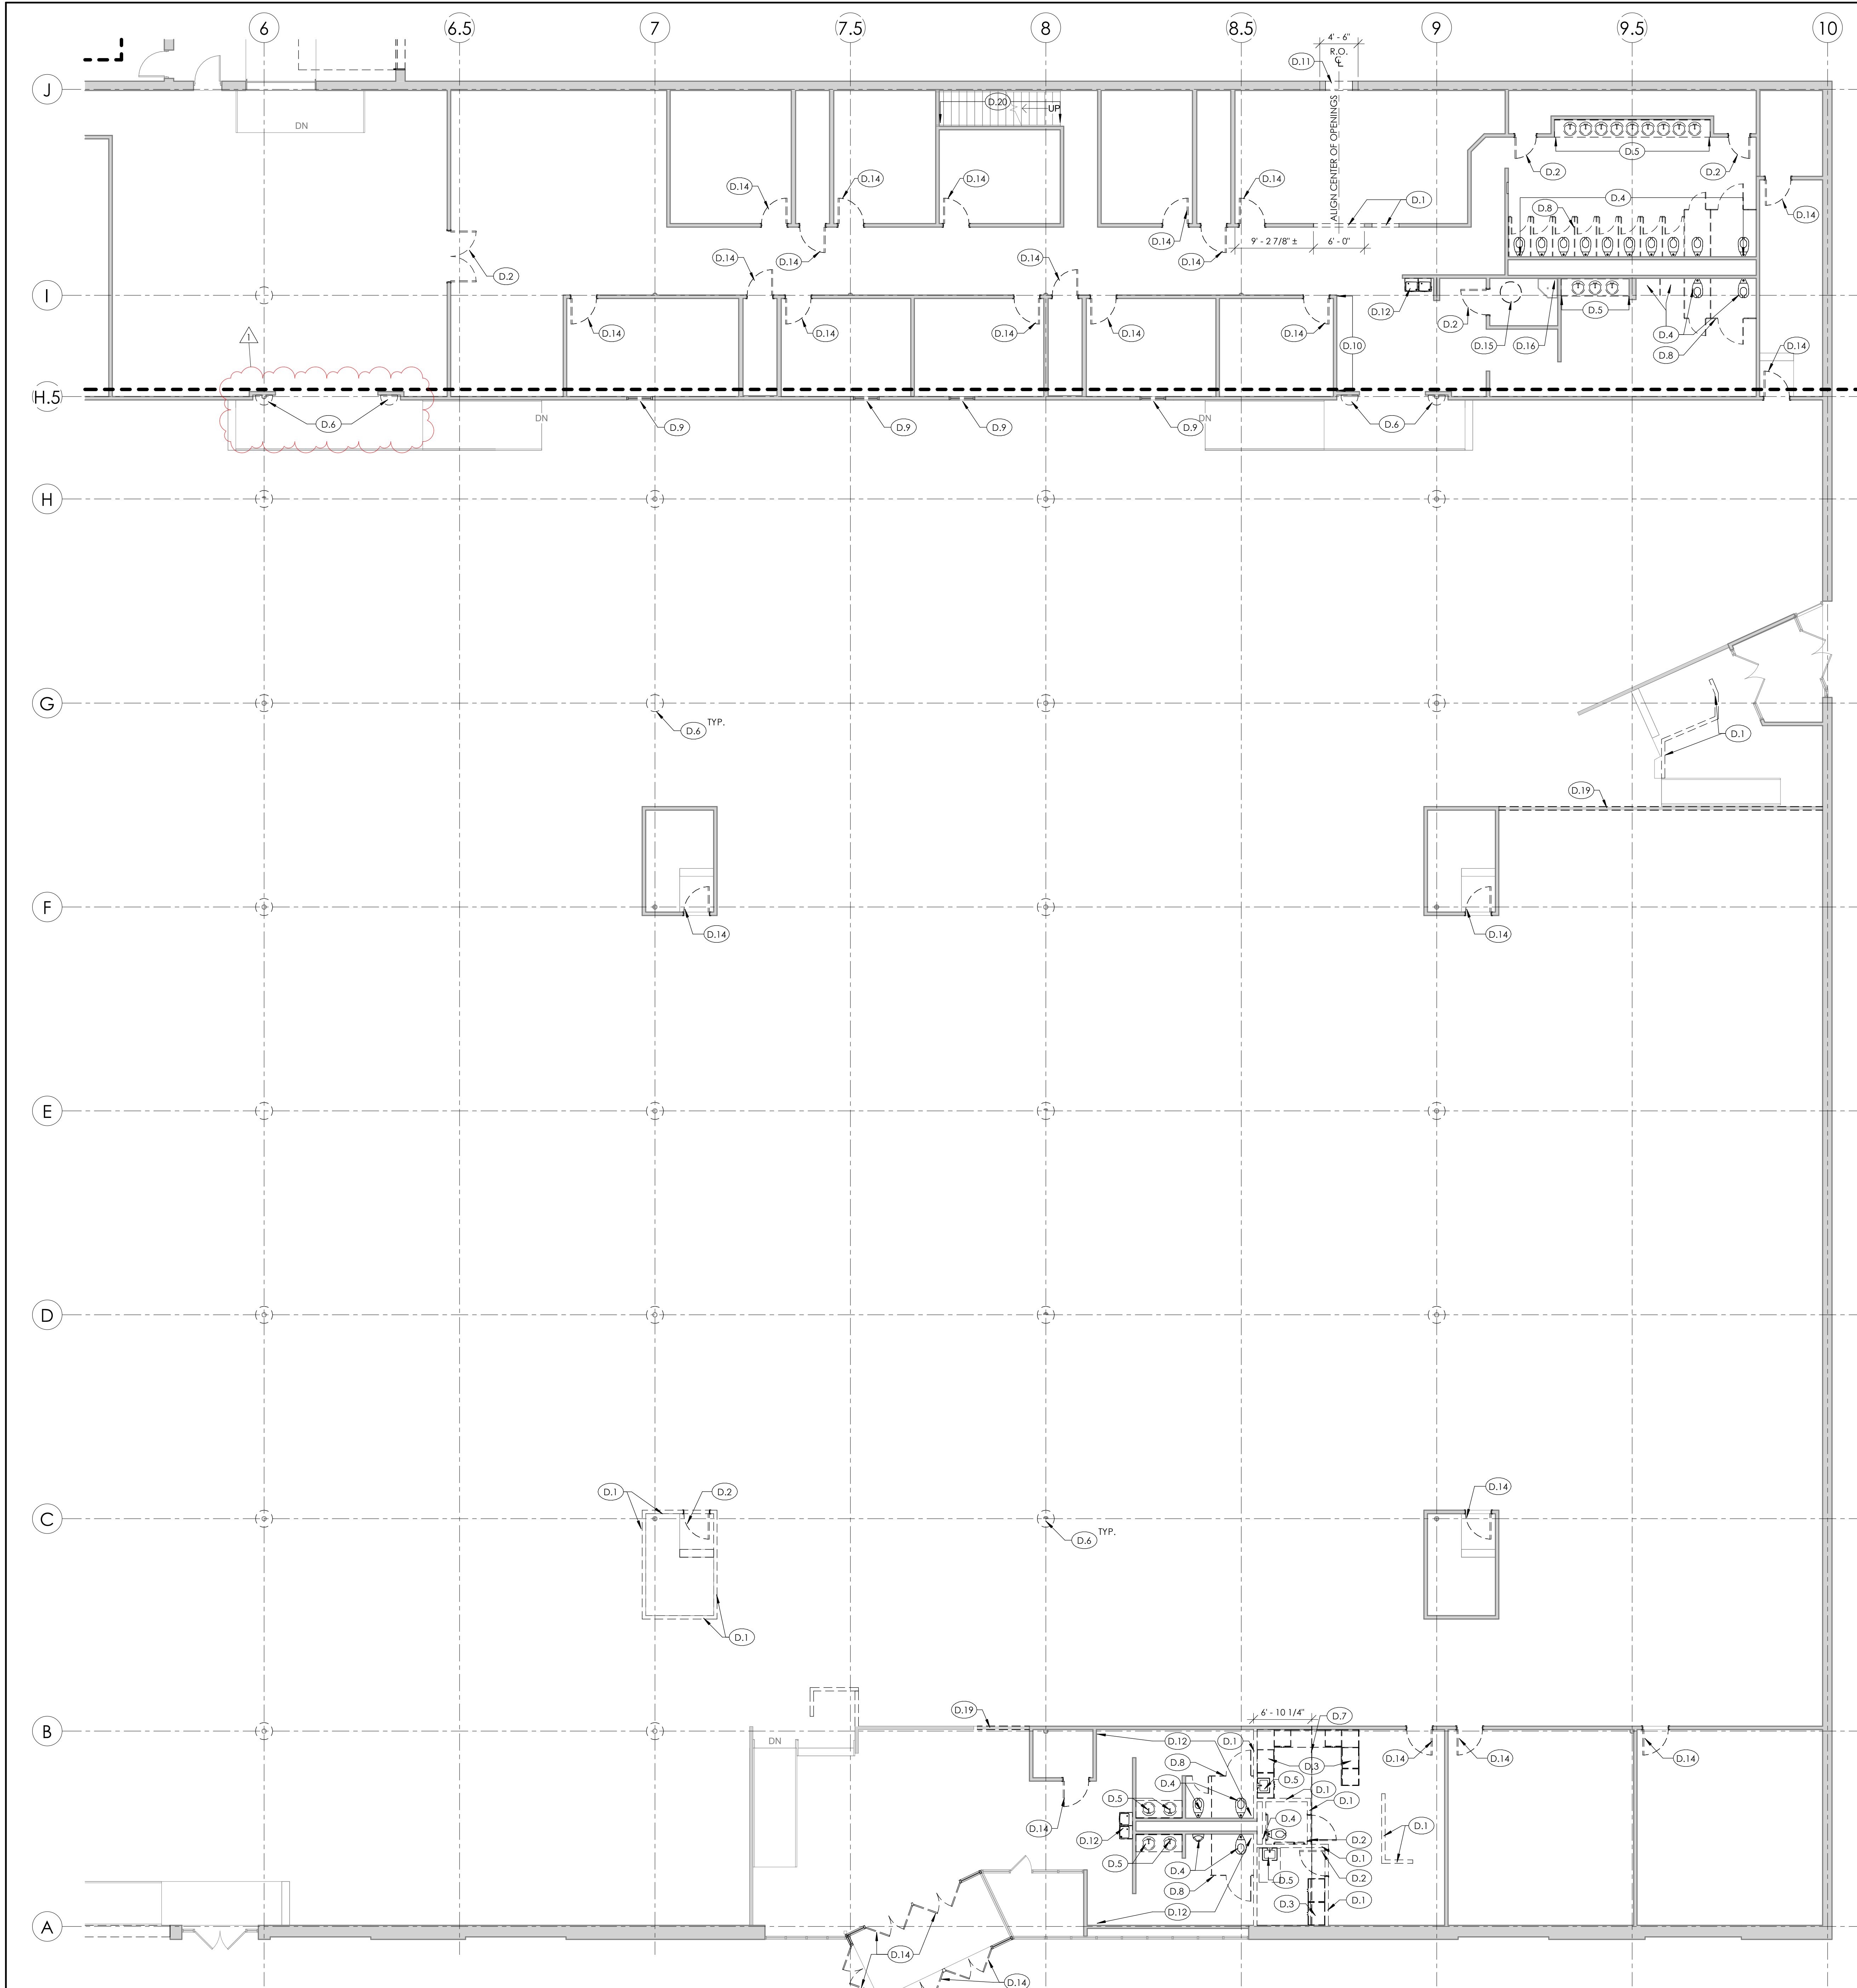 6 6.5 7 7.5 8 8.5 9 9.5 10
4' - 6"
R.O.
CL
D.11
J
D.20
UP
DN
ALIGN CENTER OF OPENINGS
D.5
D.2
D.2
D.14
D.14
D.14
D.14
D.1
D.4
D.8
D.14
D.14
D.14
D.14
9' - 2 7/8" ±
6' - 0"
D.14
D.14
D.2
I
D.12
D.5
D.2
D.4
D.14
D.14
D.14
D.14
D.14
D.10
D.15
D.16
D.8
D.14
1
H.5
D.6
DN
D.9
D.9
D.9
D.9
DN
D.6
H
G
D.6 TYP.
D.1
D.19
F
D.14
D.14
E
D
D.1
D.2
D.14
C
D.6 TYP.
D.1
B
D.19
6' - 10 1/4"
D.7
DN
D.12
D.1
D.8
D.3
D.14
D.14
D.14
D.4
D.5
D.5
D.1
D.1
D.14
D.12
D.4
D.1
D.2
D.5
D.4
D.1
D.2
D.8
D.5
D.3
D.1
D.12
A
D.14
D.14